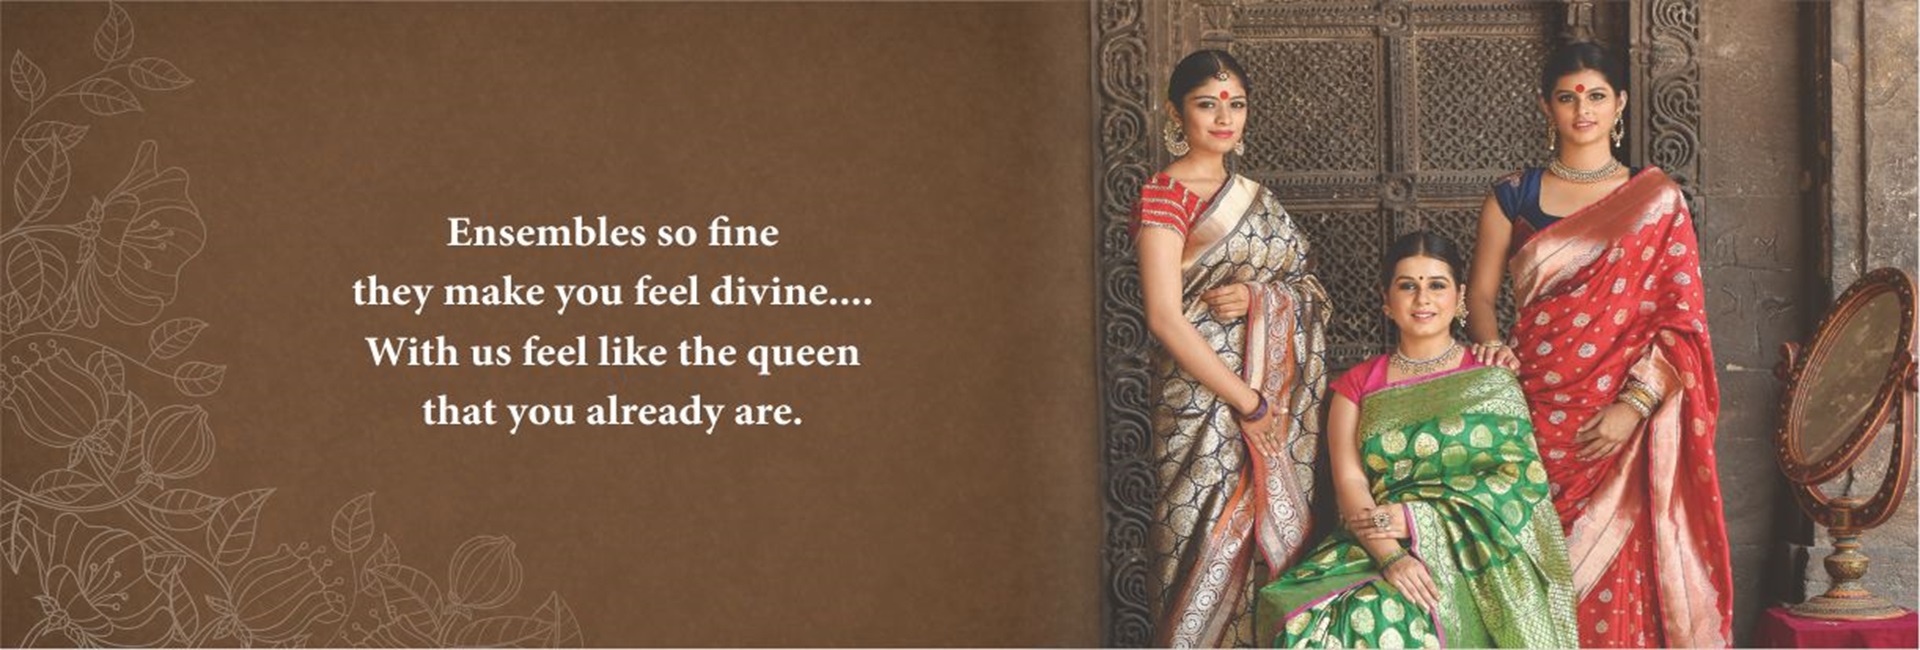 Ensembles so fine
they make you feel divine....
With us feel like the queen
that you already are.